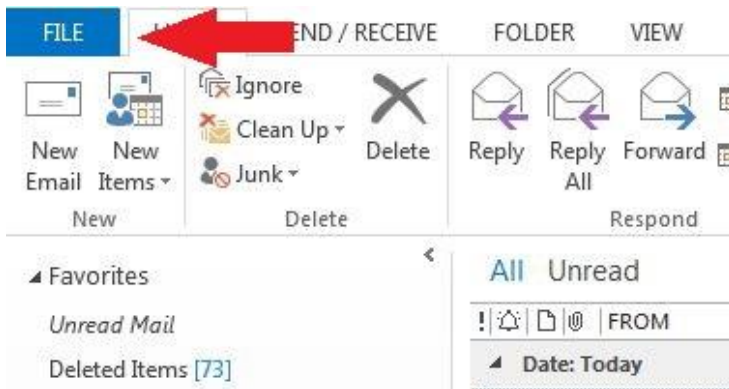 FILE END / RECEIVE FOLDER VIEW
Ignore
Clean Up
Junk
New
Email
New
Items
Delete
Reply
Reply
All
Forward
New
Delete
Respond
Favorites
Unread Mail
Deleted Items [73]
All Unread
! FROM
Date: Today